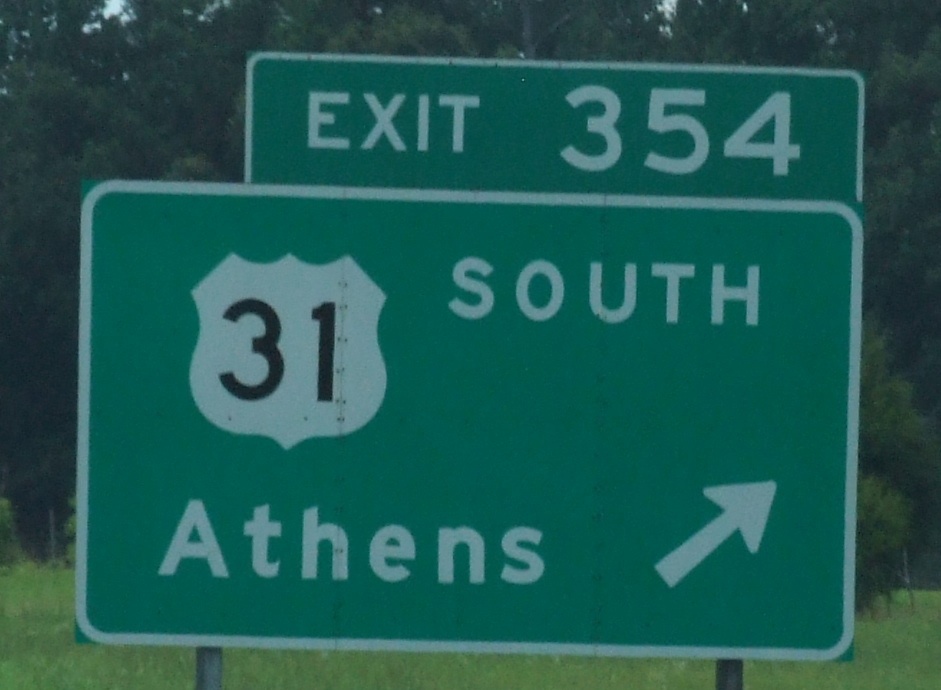 EXIT 354
31 SOUTH
Athens